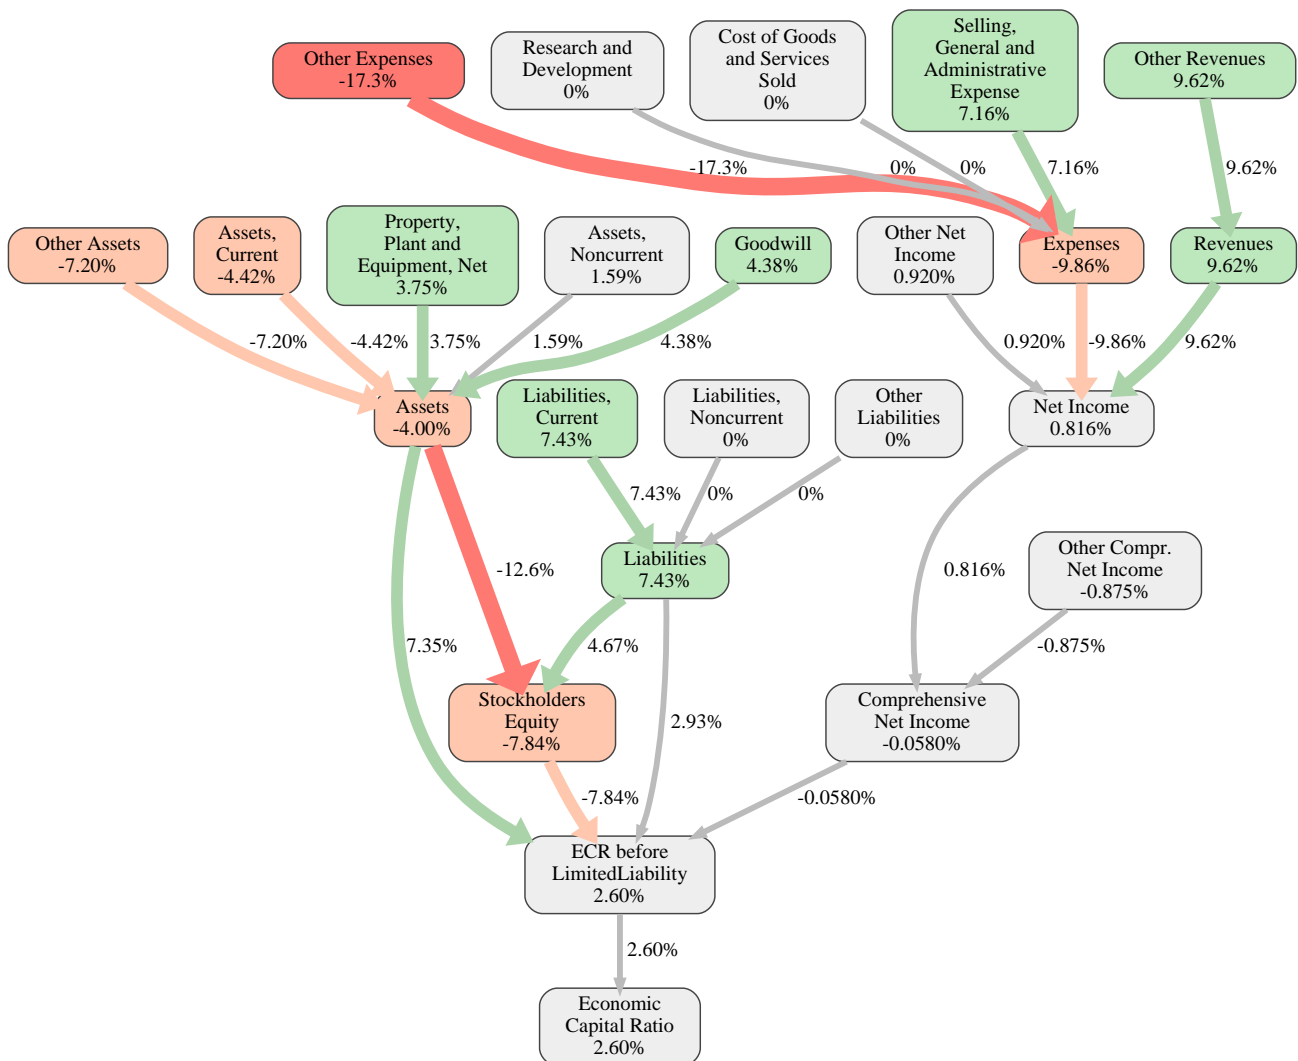 Other Expenses
-17.3%
Research and
Development
0%
Cost of Goods
and Services
Sold
0%
Selling,
General and
Administrative
Expense
7.16%
Other Revenues
9.62%
-17.3%
0%
0%
7.16%
9.62%
Other Assets
-7.20%
Assets,
Current
-4.42%
Property,
Plant and
Equipment, Net
3.75%
Assets,
Noncurrent
1.59%
Goodwill
4.38%
Other Net
Income
0.920%
Expenses
-9.86%
Revenues
9.62%
-7.20%
-4.42%
3.75%
1.59%
4.38%
0.920%
-9.86%
9.62%
Assets
-4.00%
Liabilities,
Current
7.43%
Liabilities,
Noncurrent
0%
Other
Liabilities
0%
Net Income
0.816%
7.43%
0%
0%
-12.6%
Liabilities
7.43%
0.816%
Other Compr.
Net Income
-0.875%
7.35%
4.67%
-0.875%
Stockholders
Equity
-7.84%
2.93%
Comprehensive
Net Income
-0.0580%
-7.84%
-0.0580%
ECR before
LimitedLiability
2.60%
2.60%
Economic
Capital Ratio
2.60%